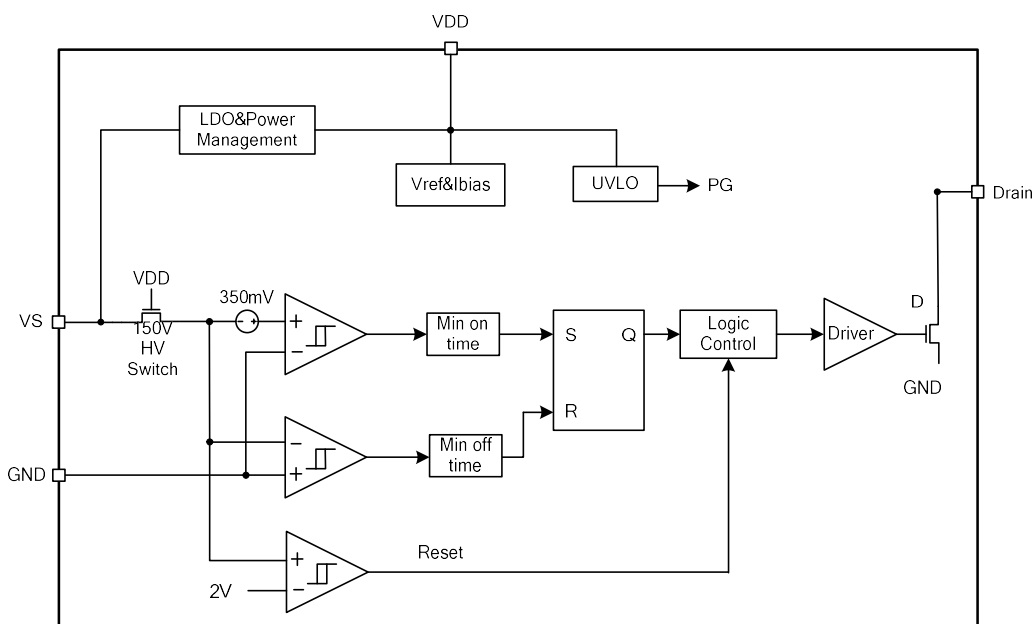 VDD
LDO&Power
Management
Vref&Ibias
UVLO
PG
Drain
VDD
350mV
VS
150V
HV
Switch
+
−
Min on
time
S
Q
R
Logic
Control
Driver
D
GND
GND
−
+
Min off
time
Reset
+
2V
−
- +